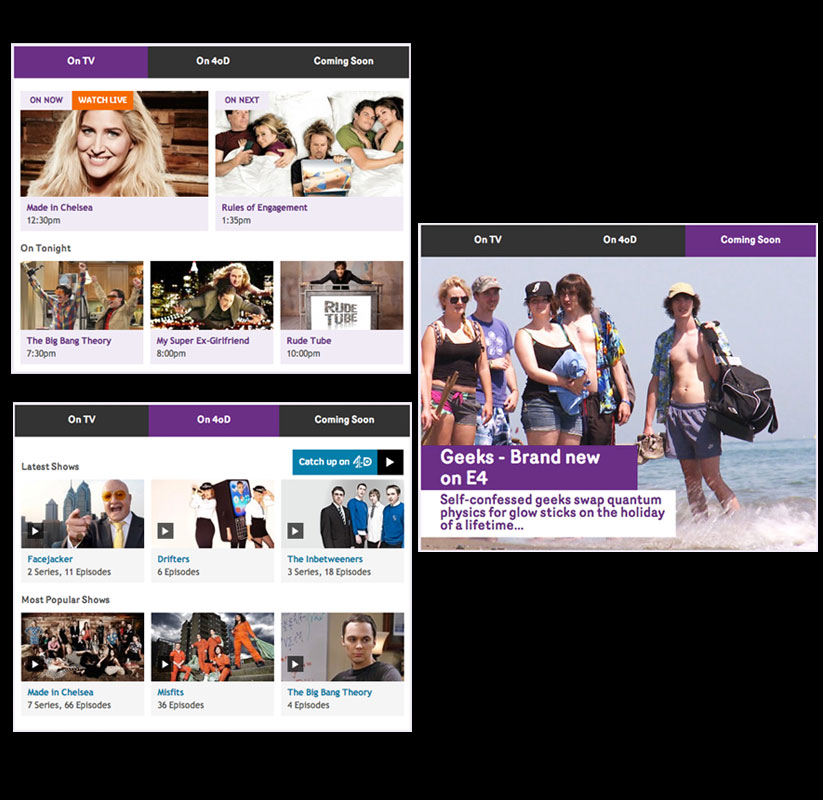 On TV
On 4oD
Coming Soon
ON NOW
WATCH LIVE
ON NEXT
Made in Chelsea
12:30pm
Rules of Engagement
1:35pm
On Tonight
RUDE
TUBE
The Big Bang Theory
7:30pm
My Super Ex-Girlfriend
8:00pm
Rude Tube
10:00pm
On TV
On 4oD
Coming Soon
Latest Shows
Catch up on 4oD
Facejacker
2 Series, 11 Episodes
Drifters
6 Episodes
The Inbetweeners
3 Series, 18 Episodes
Most Popular Shows
Made in Chelsea
7 Series, 66 Episodes
Misfits
36 Episodes
The Big Bang Theory
4 Episodes
On TV
On 4oD
Coming Soon
Geeks - Brand new
on E4
Self-confessed geeks swap quantum
physics for glow sticks on the holiday
of a lifetime...